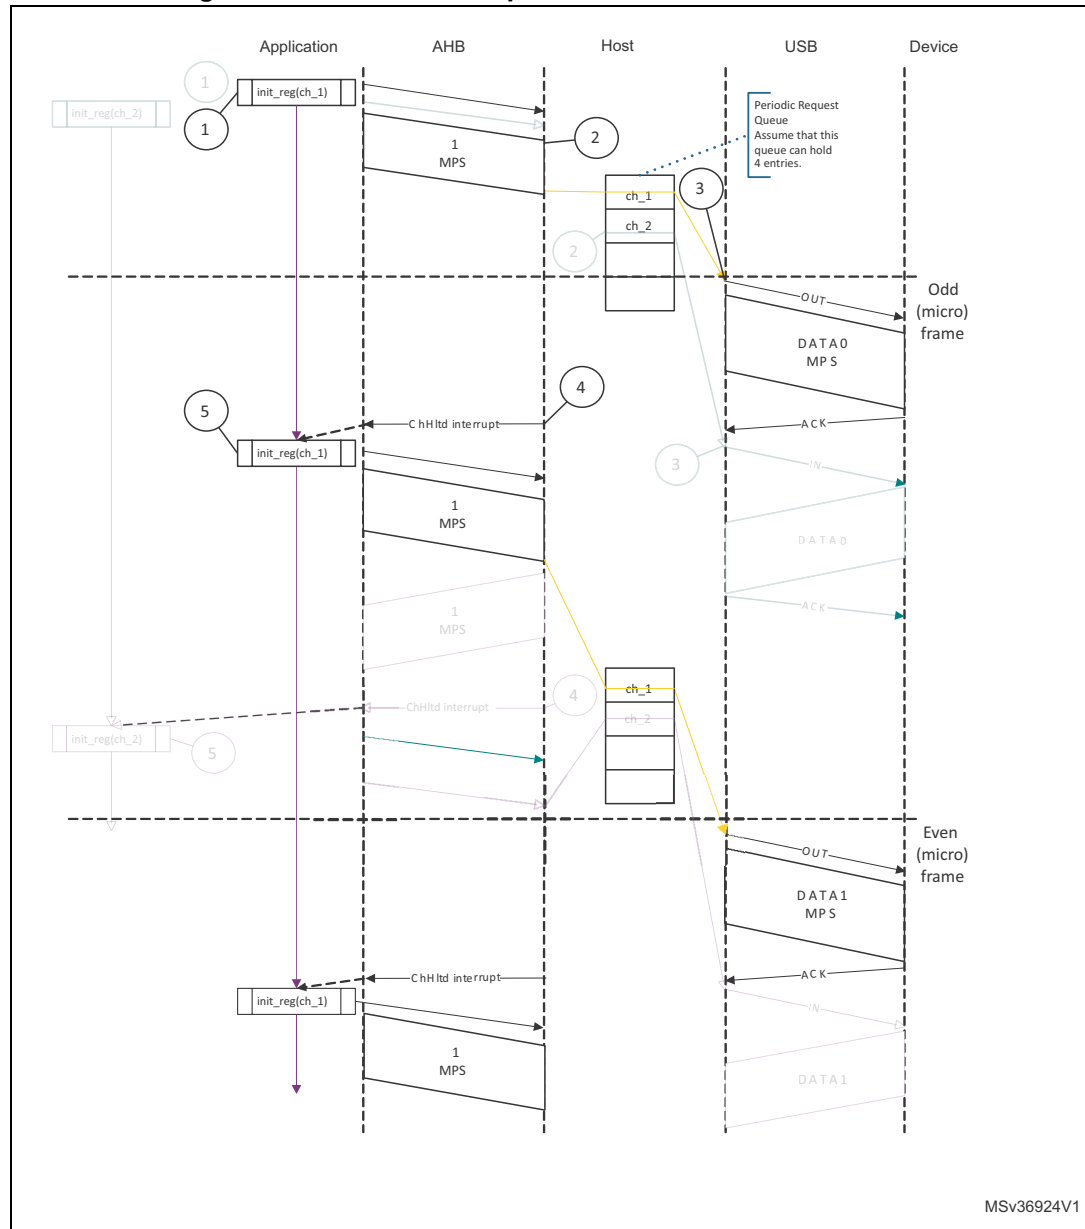 Application AHB Host USB Device
1
init_reg(ch_1)
init_reg(ch_2)
1
2
1
MPS
Periodic Request
Queue
Assume that this
queue can hold
4 entries.
3
ch_1
ch_2
2
Odd
(micro)
frame
OUT
DATA0
MPS
4
5
ChHltd interrupt
ACK
init_reg(ch_1)
3
IN
1
MPS
DATA0
1
MPS
ACK
ch_1
4
ChHltd interrupt
ch_2
init_reg(ch_2)
5
Even
(micro)
frame
OUT
DATA1
MPS
ChHltd interrupt
ACK
init_reg(ch_1)
IN
1
MPS
DATA1
MSv36924V1